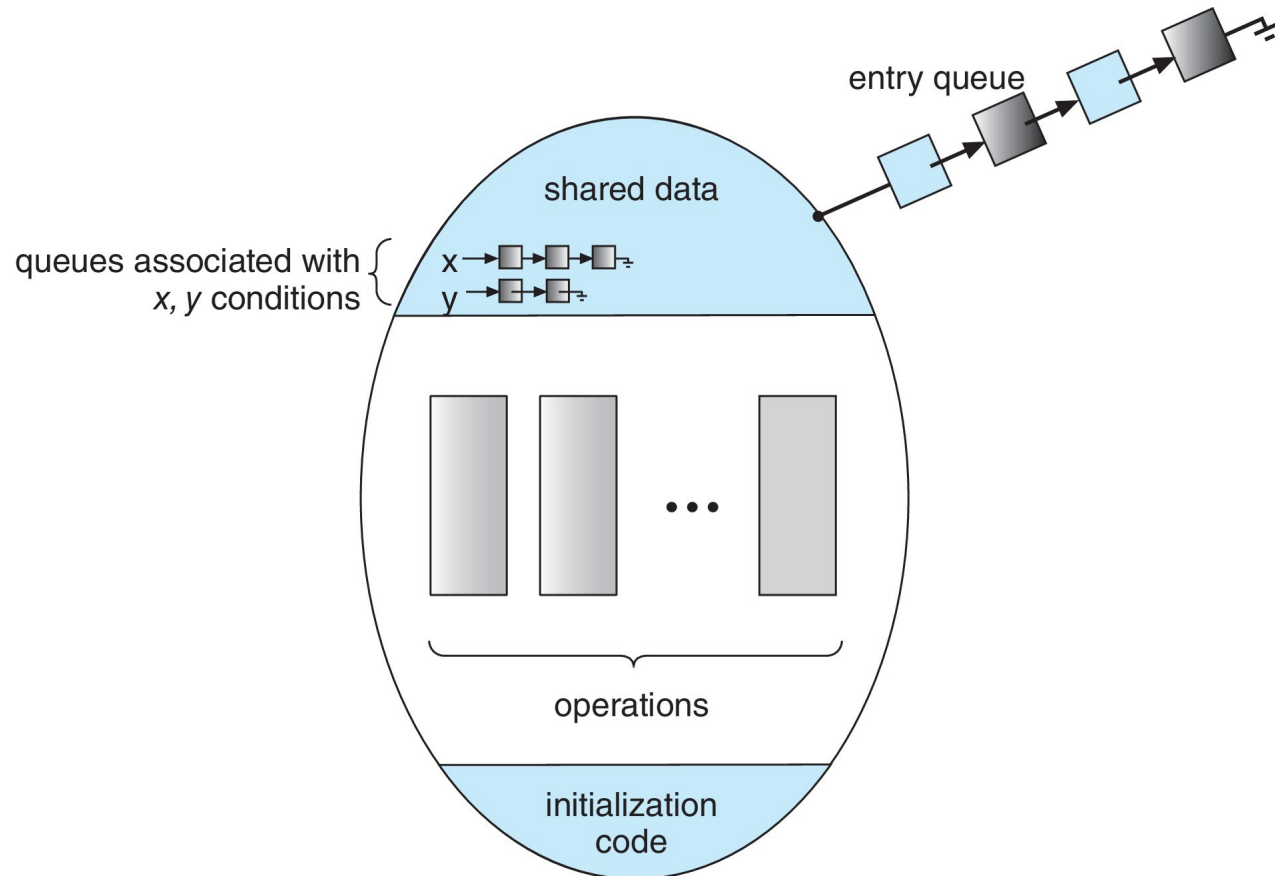 entry queue
shared data
queues associated with
x, y conditions
x
y
operations
initialization
code